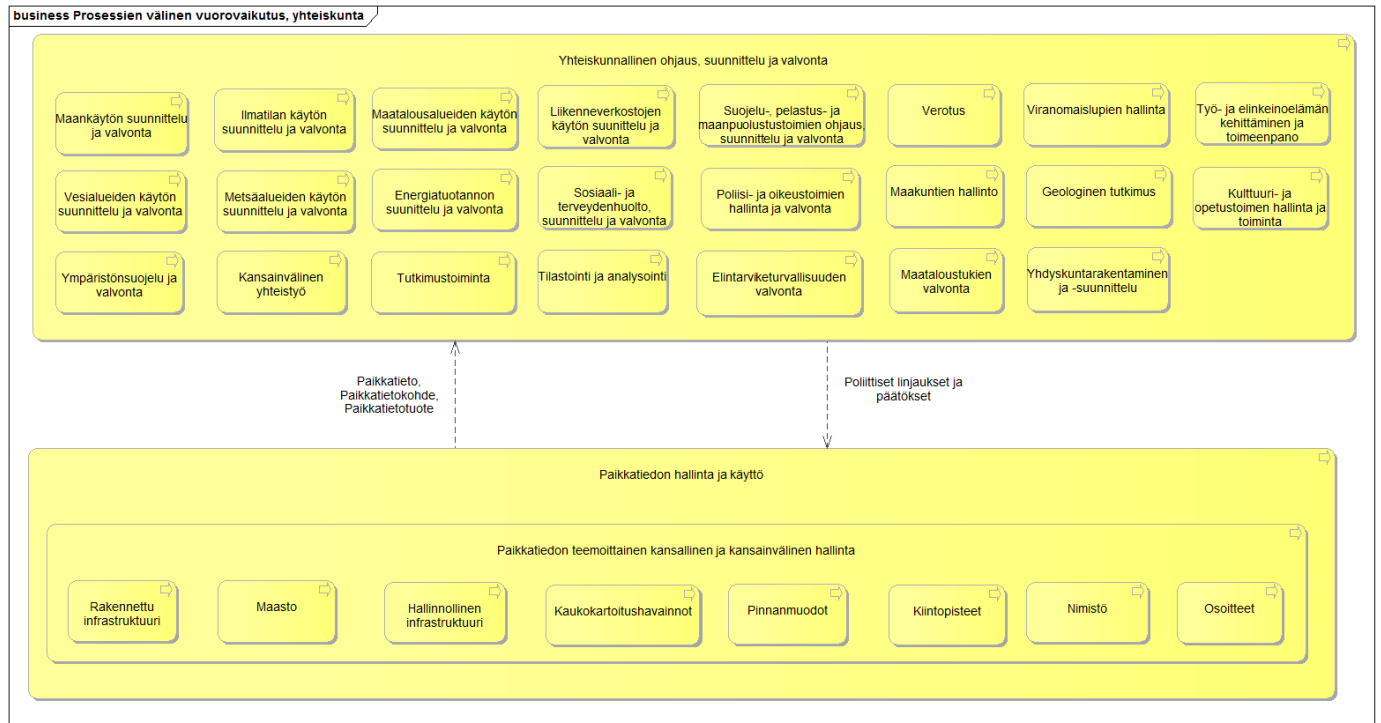 business Prosessien välinen vuorovaikutus, yhteiskunta
Yhteiskunnallinen ohjaus, suunnittelu ja valvonta
Maankäytön suunnittelu
ja valvonta
Ilmatilan käytön
suunnittelu ja valvonta
Maatalousalueiden käytön
suunnittelu ja valvonta
Liikenneverkostojen
käytön suunittelu ja
valvonta
Suojelu-, pelastus- ja
maanpuolustustoimien ohjaus,
suunnittelu ja valvonta
Verotus
Viranomaislupien hallinta
Työ- ja elinkeinoelämän
kehittäminen ja
toimeenpano
Vesialueiden käytön
suunnittelu ja valvonta
Metsäalueiden käytön
suunnittelu ja valvonta
Energiatuotannon
suunittelu ja valvonta
Sosiaali- ja
terveydenhuolto,
suunnittelu ja valvonta
Poliisi- ja oikeustoimien
hallinta ja valvonta
Maakuntien hallinto
Geologinen tutkimus
Kulttuuri- ja
opetustoimen hallinta ja
toiminta
Ympäristönsuojelu ja
valvonta
Kansainvälinen
yhteistyö
Tutkimustoiminta
Tilastointi ja analysointi
Elintarviketurvallisuuden
valvonta
Maataloustukien
valvonta
Yhdyskuntarakentaminen
ja -suunnittelu
Paikkatieto,
Paikkatietokohde,
Paikkatietotuote
Poliittiset linjaukset ja
päätökset
Paikkatiedon hallinta ja käyttö
Paikkatiedon teemoittainen kansallinen ja kansainvälinen hallinta
Rakennettu
infrastruktuuri
Maasto
Hallinnollinen
infrastruktuuri
Kaukokartoitushavainnot
Pinnanmuodot
Kiintopisteet
Nimistö
Osoitteet